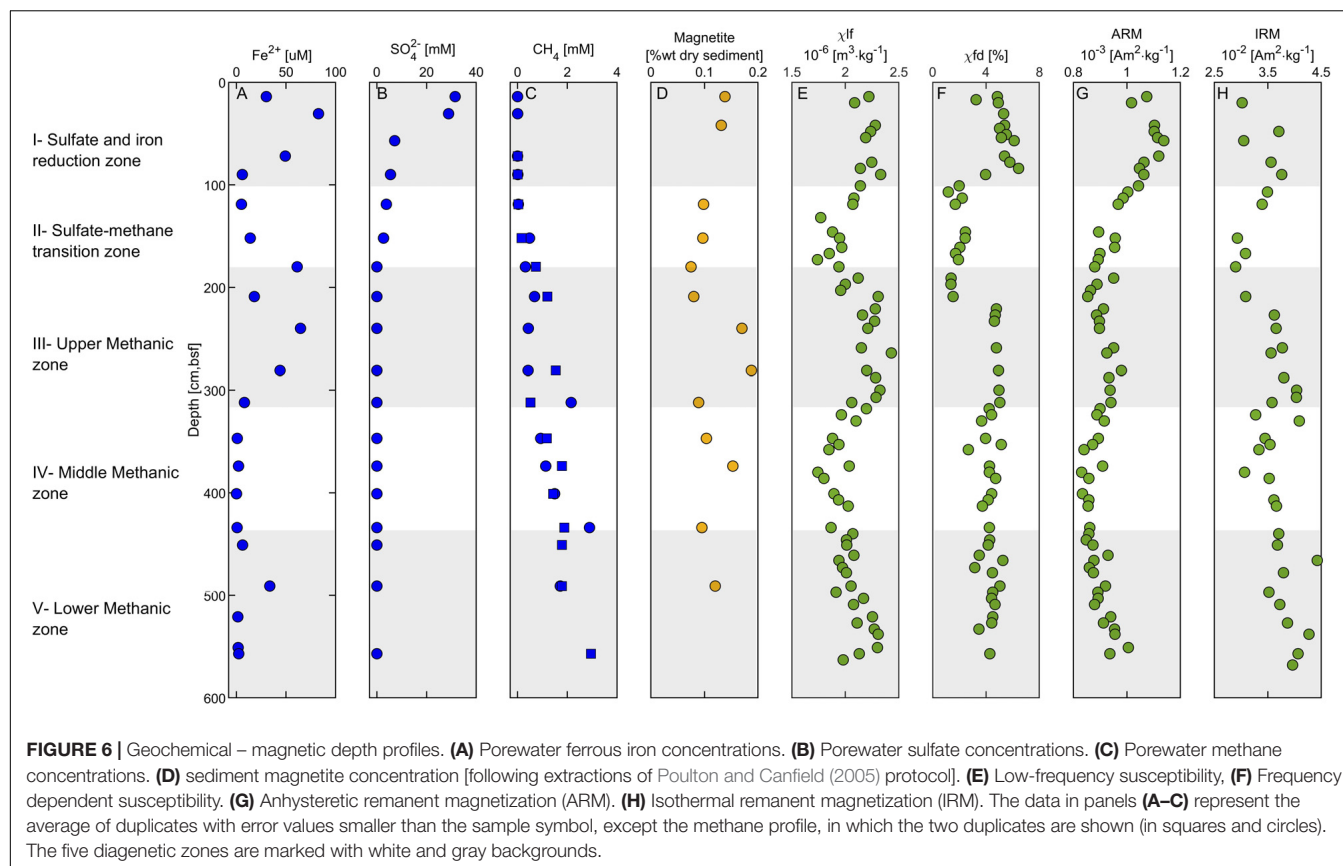 Fe2+ [uM]
0 50 100
SO42- [mM]
0 20 40
CH4 [mM]
0 2 4
Magnetite
[%wt dry sediment]
0 0.1 0.2
χlf
10-6 [m3·kg-1]
1.5 2 2.5
χfd [%]
0 4 8
ARM
10-3 [Am2·kg-1]
0.8 1 1.2
IRM
10-2 [Am2·kg-1]
2.5 3.5 4.5
A B C D E F G H
0
100
200
300
400
500
600
Depth [cm,bsf]
I- Sulfate and iron
reduction zone
II- Sulfate-methane
transition zone
III- Upper Methanic
zone
IV- Middle Methanic
zone
V- Lower Methanic
zone
FIGURE 6 | Geochemical – magnetic depth profiles. (A) Porewater ferrous iron concentrations. (B) Porewater sulfate concentrations. (C) Porewater methane
concentrations. (D) sediment magnetite concentration [following extractions of Poulton and Canfield (2005) protocol]. (E) Low-frequency susceptibility, (F) Frequency
dependent susceptibility. (G) Anhysteretic remanent magnetization (ARM). (H) Isothermal remanent magnetization (IRM). The data in panels (A–C) represent the
average of duplicates with error values smaller than the sample symbol, except the methane profile, in which the two duplicates are shown (in squares and circles).
The five diagenetic zones are marked with white and gray backgrounds.